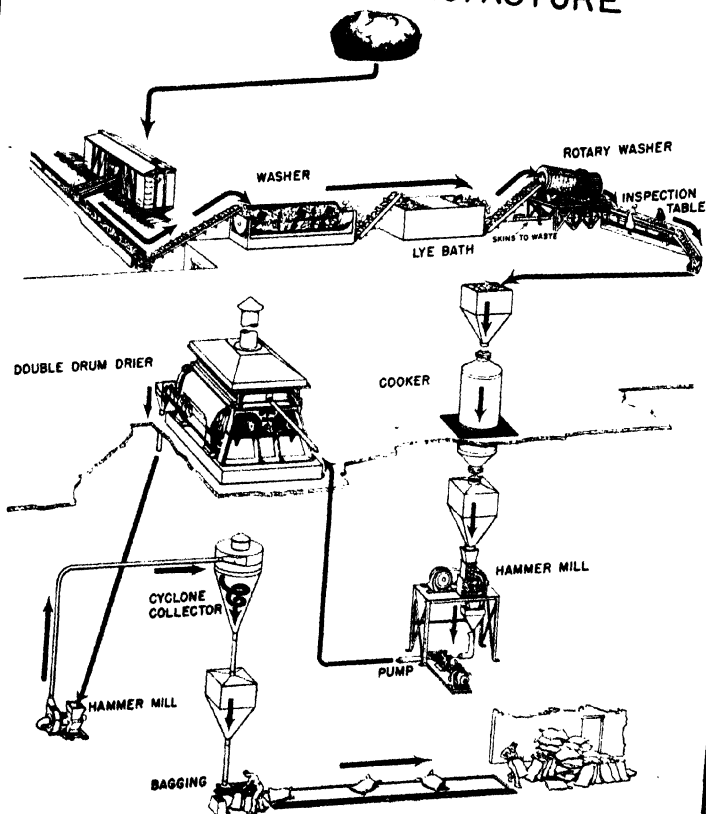 ROTARY WASHER
WASHER
INSPECTION
TABLE
SKINS TO WASTE
LYE BATH
DOUBLE DRUM DRIER
COOKER
HAMMER MILL
CYCLONE
COLLECTOR
PUMP
HAMMER MILL
BAGGING